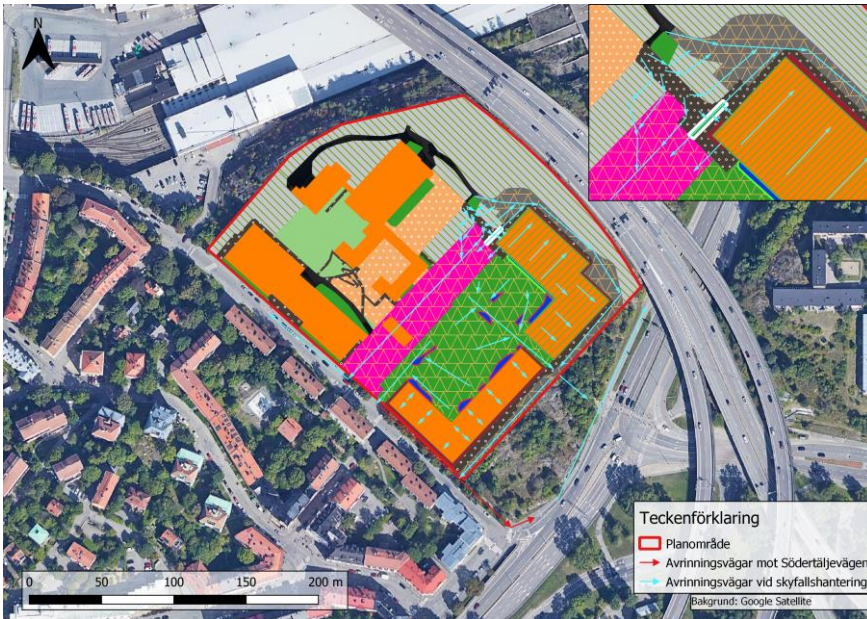 N
0 50 100 150 200 m
Teckenförklaring
Planområde
Avrinningsvägar mot Södertäljevägen
Avrinningsvägar vid skyfallshantering
Bakgrund: Google Satellite